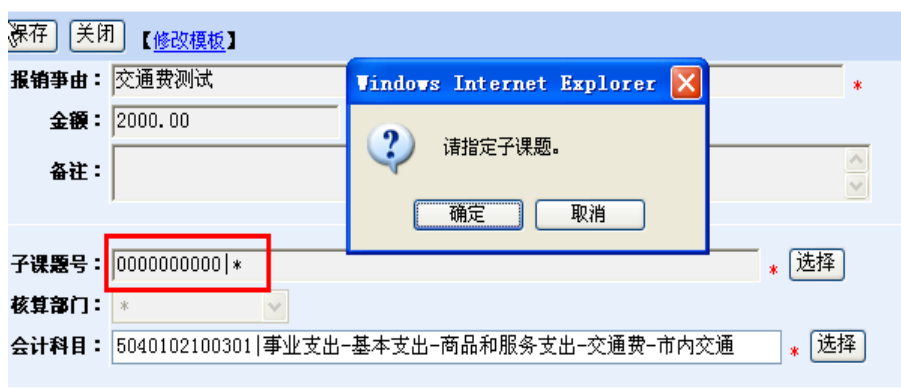 保存 关闭 【修改模板】
报销事由： 交通费测试 *
金额： 2000.00
备注：
Windows Internet Explorer
请指定子课题。
确定 取消
子课题号： 0000000000|* * 选择
核算部门： *
会计科目： 5040102100301|事业支出-基本支出-商品和服务支出-交通费-市内交通 * 选择